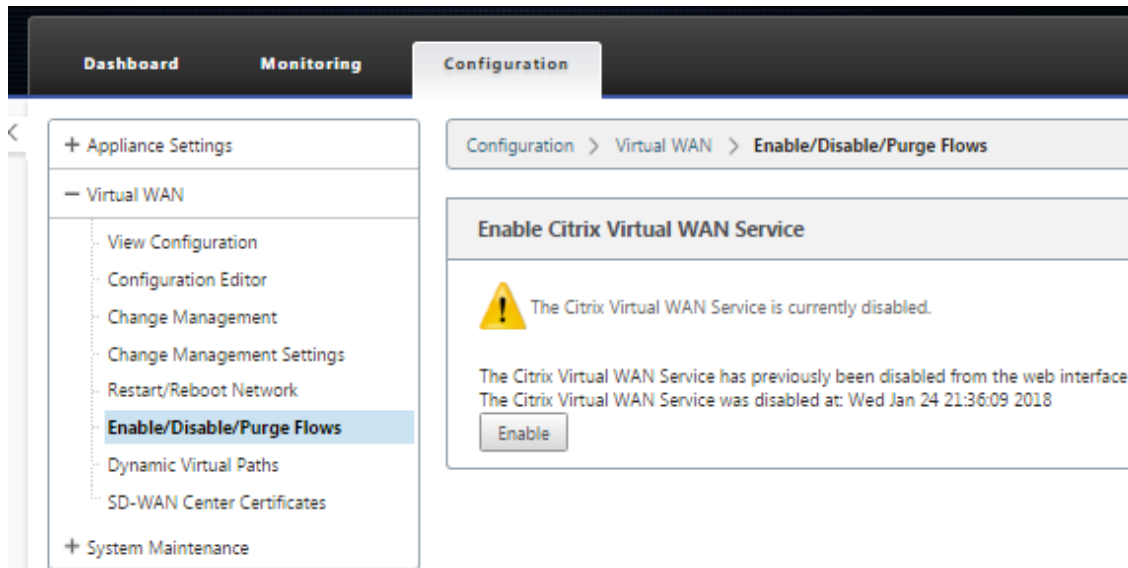 Dashboard Monitoring Configuration
+ Appliance Settings
− Virtual WAN
View Configuration
Configuration Editor
Change Management
Change Management Settings
Restart/Reboot Network
Enable/Disable/Purge Flows
Dynamic Virtual Paths
SD-WAN Center Certificates
+ System Maintenance
Configuration > Virtual WAN > Enable/Disable/Purge Flows
Enable Citrix Virtual WAN Service
The Citrix Virtual WAN Service is currently disabled.
The Citrix Virtual WAN Service has previously been disabled from the web interface
The Citrix Virtual WAN Service was disabled at: Wed Jan 24 21:36:09 2018
Enable